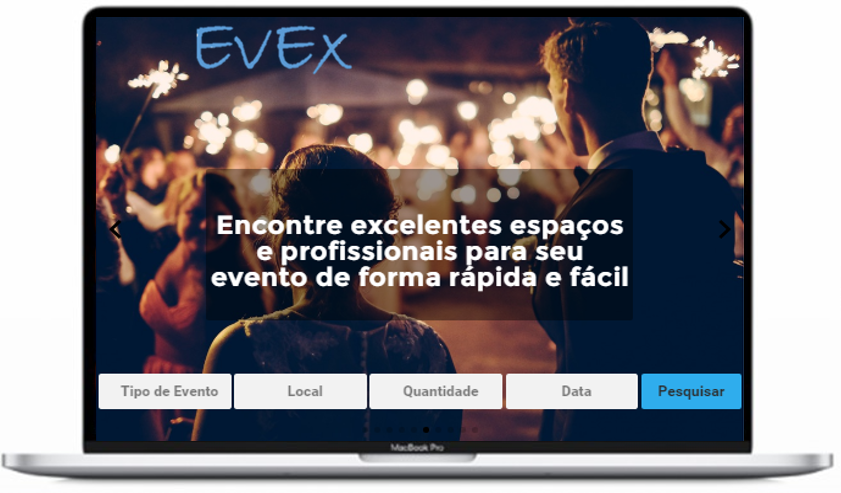 EvEx
Encontre excelentes espaços
e profissionais para seu
evento de forma rápida e fácil
Tipo de Evento Local Quantidade Data Pesquisar
MacBook Pro